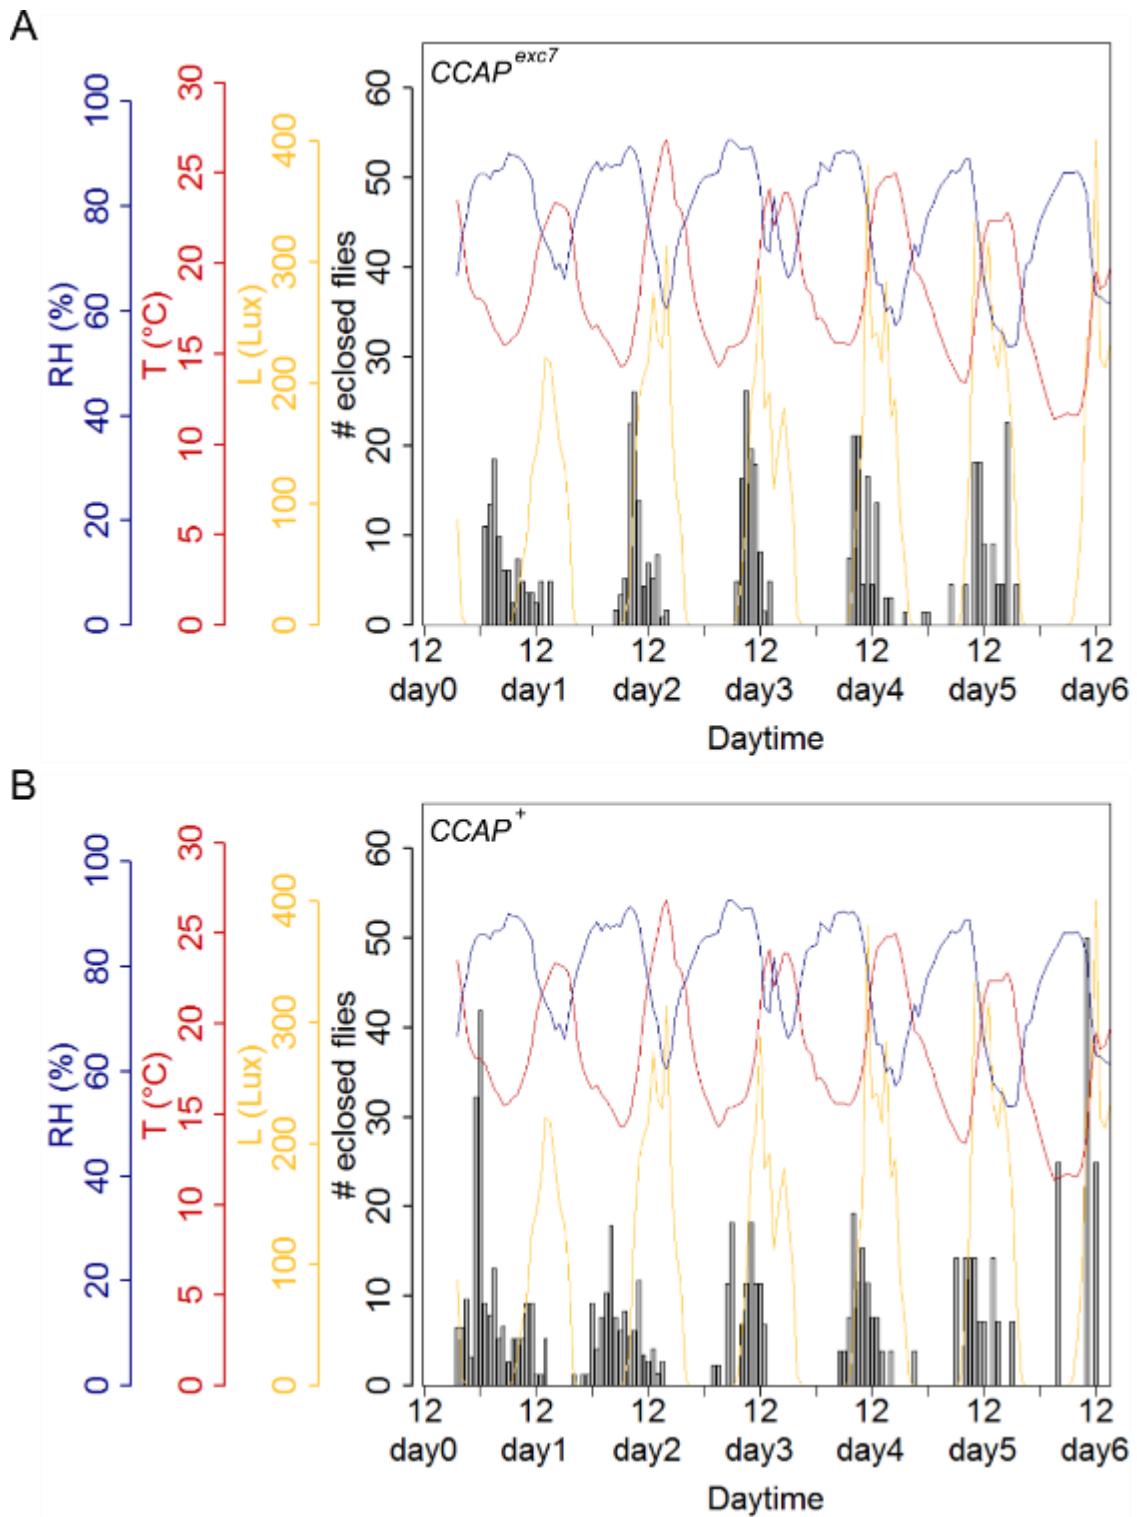 A
CCAP^exc7
RH (%)
0 20 40 60 80 100
T (°C)
0 5 10 15 20 25 30
L (Lux)
0 100 200 300 400
# eclosed flies
0 10 20 30 40 50 60
12 12 12 12 12 12 12
day0 day1 day2 day3 day4 day5 day6
Daytime
B
CCAP^+
RH (%)
0 20 40 60 80 100
T (°C)
0 5 10 15 20 25 30
L (Lux)
0 100 200 300 400
# eclosed flies
0 10 20 30 40 50 60
12 12 12 12 12 12 12
day0 day1 day2 day3 day4 day5 day6
Daytime